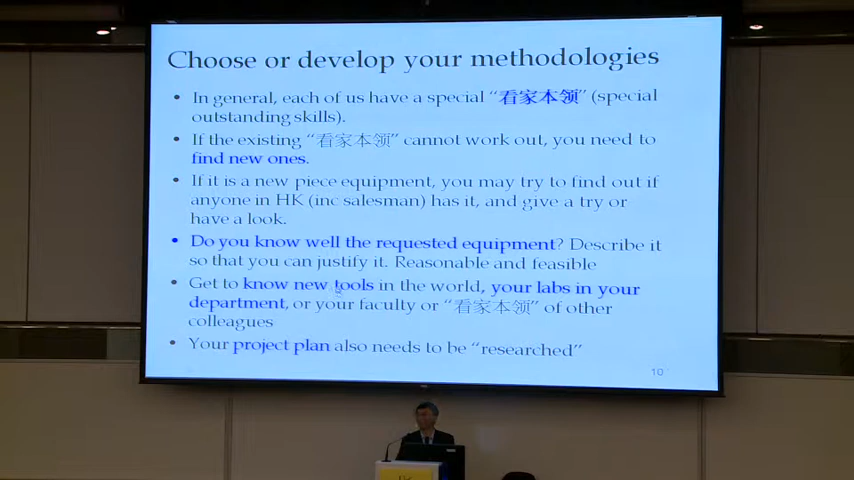 Choose or develop your methodologies
• In general, each of us have a special “看家本领” (special
outstanding skills).
• If the existing “看家本领” cannot work out, you need to
find new ones.
• If it is a new piece equipment, you may try to find out if
anyone in HK (inc salesman) has it, and give a try or
have a look.
• Do you know well the requested equipment? Describe it
so that you can justify it. Reasonable and feasible
• Get to know new tools in the world, your labs in your
department, or your faculty or “看家本领” of other
colleagues
• Your project plan also needs to be “researched”
10